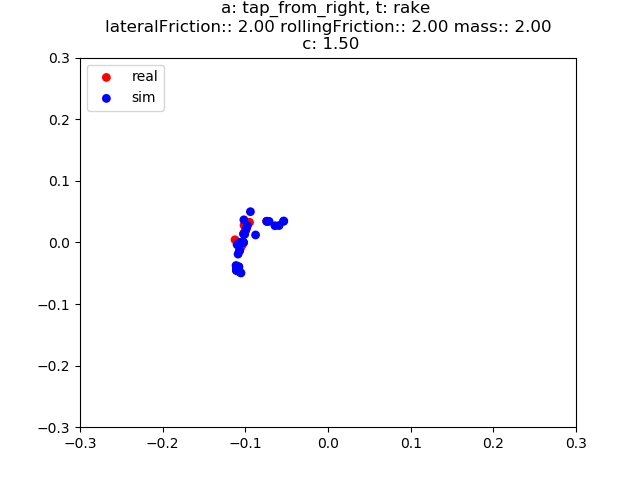 a: tap_from_right, t: rake
lateralFriction:: 2.00 rollingFriction:: 2.00 mass:: 2.00
c: 1.50
real
sim
0.3
0.2
0.1
0.0
−0.1
−0.2
−0.3
−0.3
−0.2
−0.1
0.0
0.1
0.2
0.3